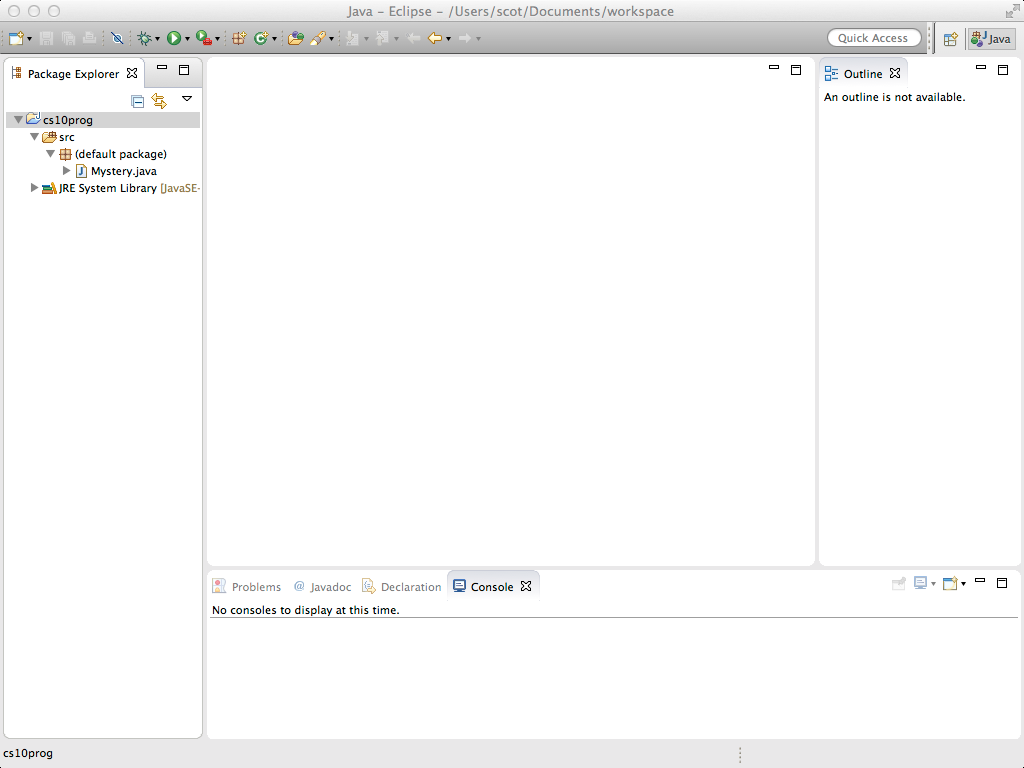 Java – Eclipse – /Users/scot/Documents/workspace
Quick Access
Java
Package Explorer
cs10prog
src
(default package)
Mystery.java
JRE System Library [JavaSE-
Outline
An outline is not available.
Problems @ Javadoc Declaration Console
No consoles to display at this time.
cs10prog